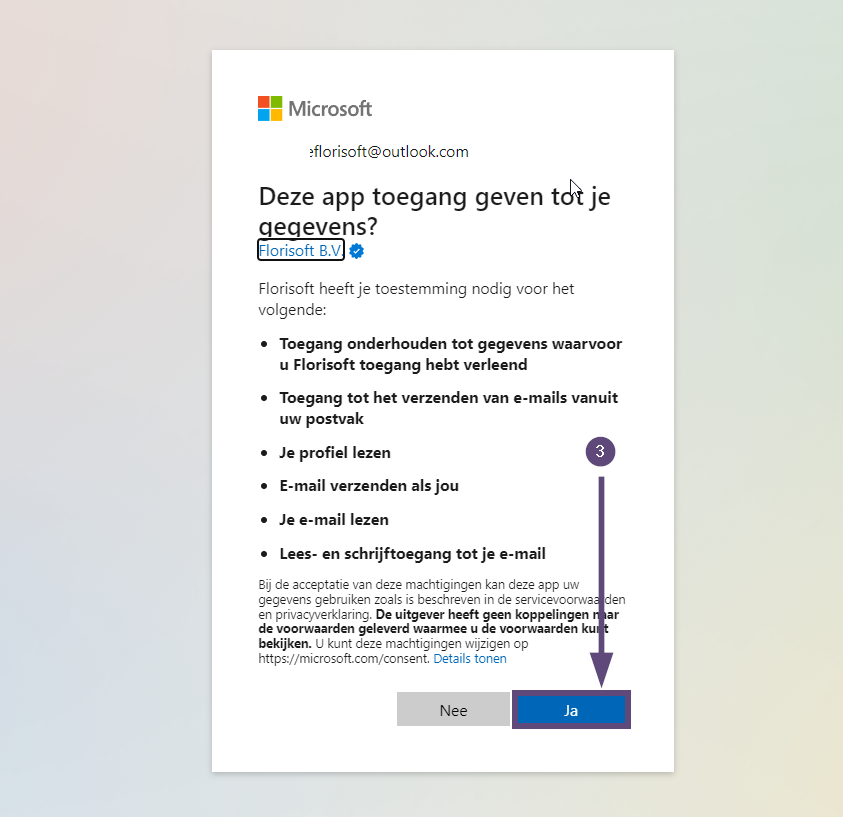 Microsoft
eflorisoft@outlook.com
Deze app toegang geven tot je
gegevens?
Florisoft B.V.
Florisoft heeft je toestemming nodig voor het
volgende:
Toegang onderhouden tot gegevens waarvoor
u Florisoft toegang hebt verleend
Toegang tot het verzenden van e-mails vanuit
uw postvak
Je profiel lezen
3
E-mail verzenden als jou
Je e-mail lezen
Lees- en schrijftoegang tot je e-mail
Bij de acceptatie van deze machtigingen kan deze app uw
gegevens gebruiken zoals is beschreven in de servicevoorwaarden
en privacyverklaring. De uitgever heeft geen koppelingen naar
de voorwaarden geleverd waarmee u de voorwaarden kunt
bekijken. U kunt deze machtigingen wijzigen op
https://microsoft.com/consent. Details tonen
Nee
Ja